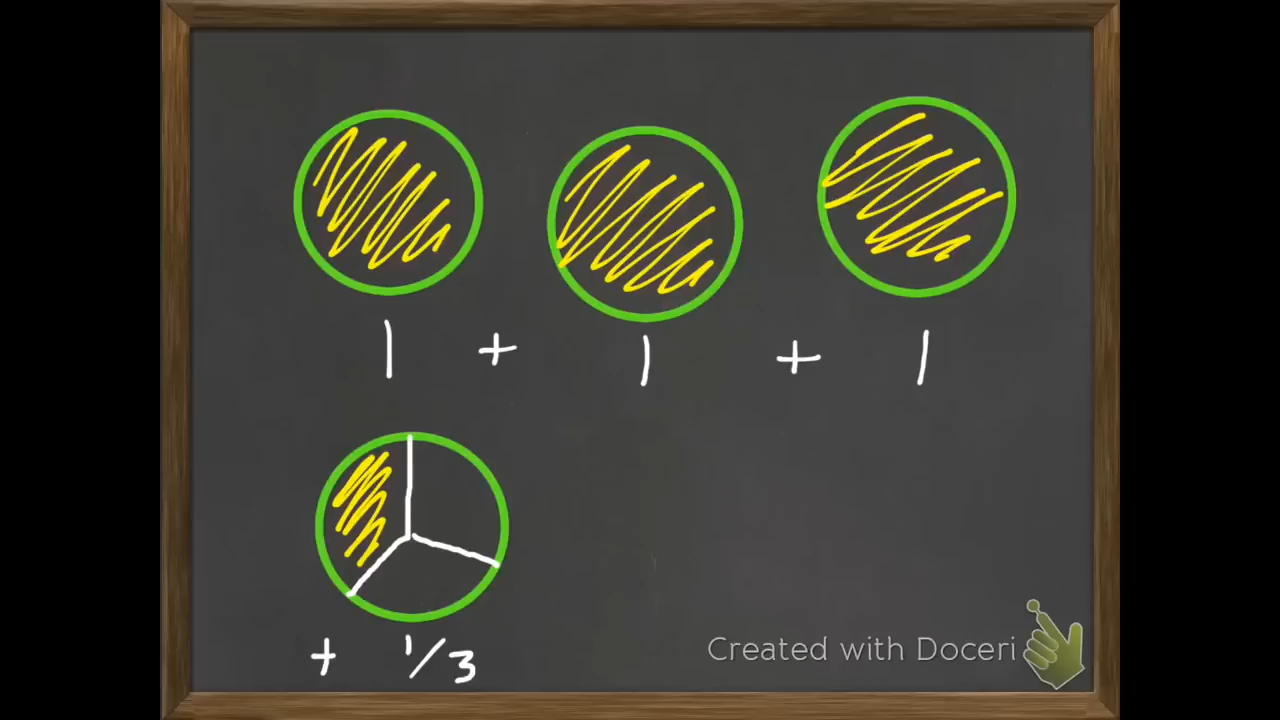 1 + 1 + 1
+ 1/3
Created with Doceri